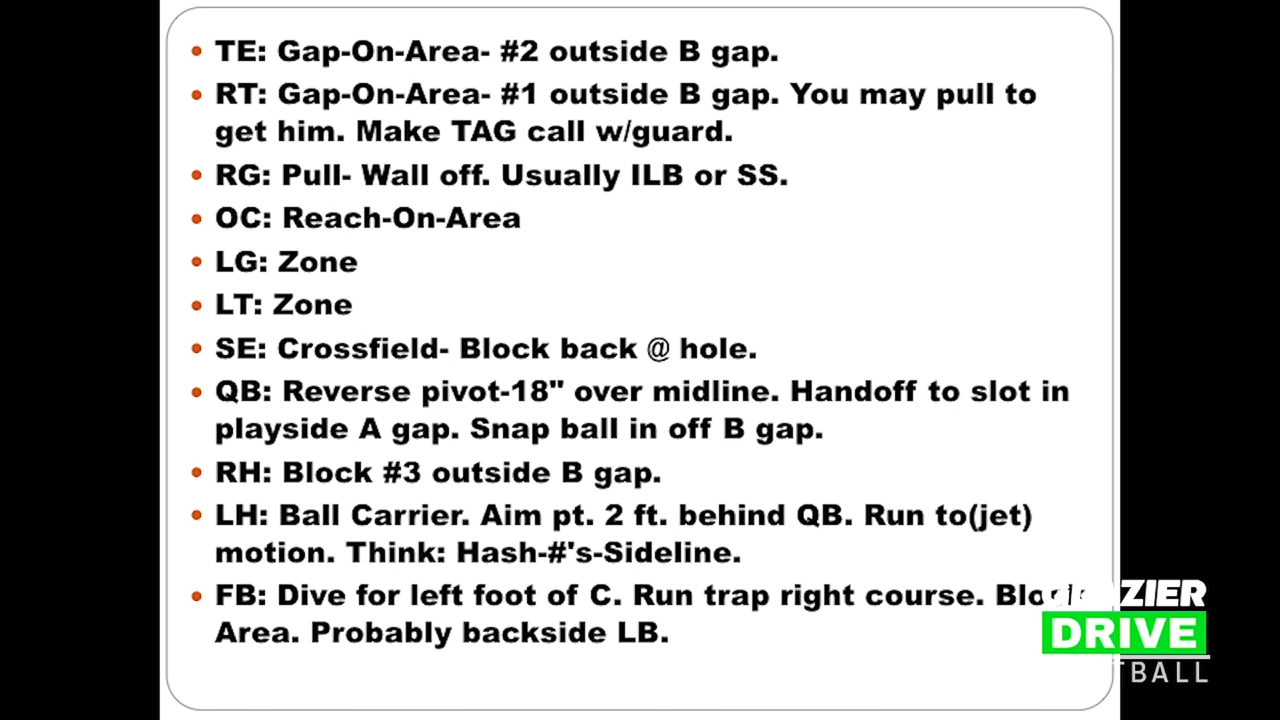 • TE: Gap-On-Area- #2 outside B gap.
• RT: Gap-On-Area- #1 outside B gap. You may pull to
get him. Make TAG call w/guard.
• RG: Pull- Wall off. Usually ILB or SS.
• OC: Reach-On-Area
• LG: Zone
• LT: Zone
• SE: Crossfield- Block back @ hole.
• QB: Reverse pivot-18" over midline. Handoff to slot in
playside A gap. Snap ball in off B gap.
• RH: Block #3 outside B gap.
• LH: Ball Carrier. Aim pt. 2 ft. behind QB. Run to(jet)
motion. Think: Hash-#'s-Sideline.
• FB: Dive for left foot of C. Run trap right course.
Area. Probably backside LB.
DRIVE